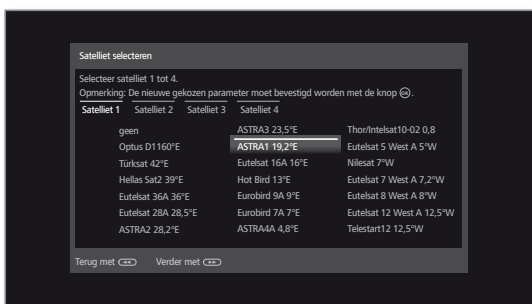 Satelliet selecteren
Selecteer satelliet 1 tot 4.
Opmerking: De nieuwe gekozen parameter moet bevestigd worden met de knop OK.
Satelliet 1 Satelliet 2 Satelliet 3 Satelliet 4
geen ASTRA3 23,5°E Thor/Intelsat10-02 0,8
Optus D1160°E ASTRA1 19,2°E Eutelsat 5 West A 5°W
Türksat 42°E Eutelsat 16A 16°E Nilesat 7°W
Hellas Sat2 39°E Hot Bird 13°E Eutelsat 7 West A 7,2°W
Eutelsat 36A 36°E Eurobird 9A 9°E Eutelsat 8 West A 8°W
Eutelsat 28A 28,5°E Eurobird 7A 7°E Eutelsat 12 West A 12,5°W
ASTRA2 28,2°E ASTRA4A 4,8°E Telestart12 12,5°W
Terug met Verder met